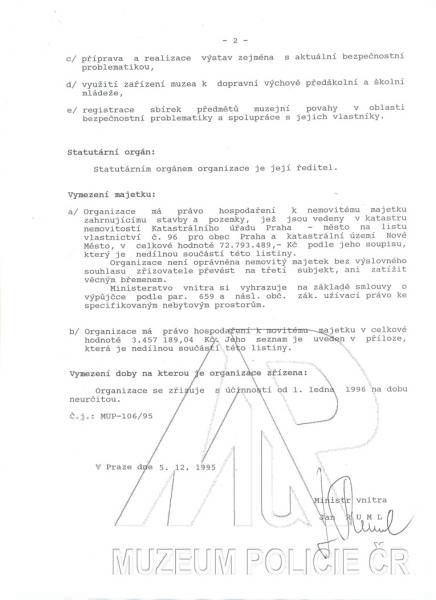 - 2 -
c/ příprava a realizace výstav zejména s aktuální bezpečnostní
problematikou,
d/ využití zařízení muzea k dopravní výchově předškolní a školní
mládeže,
e/ registrace sbírek předmětů muzejní povahy v oblasti
bezpečnostní problematiky a spolupráce s jejich vlastníky.
Statutární orgán:
Statutárním orgánem organizace je její ředitel.
Vymezení majetku:
a/ Organizace má právo hospodaření k nemovitému majetku
zahrnujícímu stavby a pozemky, jež jsou vedeny v katastru
nemovitostí Katastrálního úřadu Praha - město na listu
vlastnictví č. 96 pro obec Praha a katastrální území Nové
Město, v celkové hodnotě 72.793.489,- Kč podle jeho soupisu,
který je nedílnou součástí této listiny.
Organizace není oprávněna nemovitý majetek bez výslovného
souhlasu zřizovatele převést na třetí subjekt, ani zatížit
věcným břemenem.
Ministerstvo vnitra si vyhrazuje na základě smlouvy o
výpůjčce podle par. 659 a násl. obč. zák. užívací právo ke
specifikovaným nebytovým prostorům.
b/ Organizace má právo hospodaření k movitému majetku v celkové
hodnotě 3.457 189,04 Kč. Jeho seznam je uveden v příloze,
která je nedílnou součástí této listiny.
Vymezení doby na kterou je organizace zřízena:
Organizace se zřizuje s účinností od 1. ledna 1996 na dobu
neurčitou.
Č.j.: MUP-106/95
V Praze dne 5. 12. 1995
Ministr vnitra
Jan RUML
MUZEUM POLICIE ČR